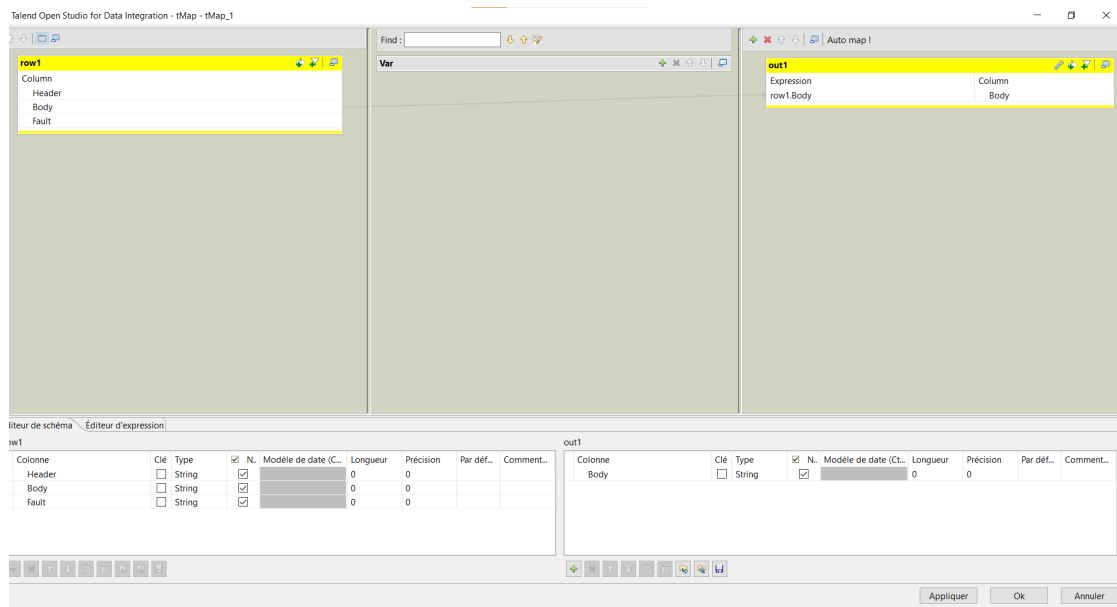 Talend Open Studio for Data Integration - tMap - tMap_1
Find :
Auto map !
row1
Column
Header
Body
Fault
Var
out1
Expression Column
row1.Body Body
diteur de schéma Éditeur d'expression
ow1
Colonne Clé Type N.. Modèle de date (C... Longueur Précision Par déf... Comment...
Header String 0 0
Body String 0 0
Fault String 0 0
out1
Colonne Clé Type N.. Modèle de date (Ct... Longueur Précision Par déf... Comment...
Body String 0 0
Appliquer Ok Annuler